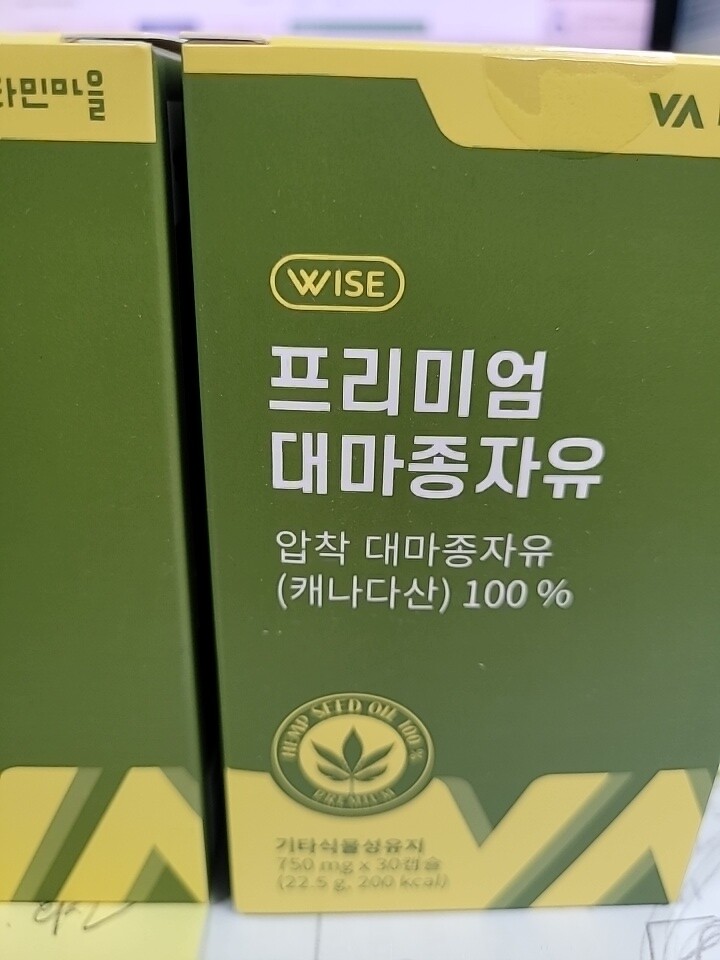 타민마을
VA
WISE
프리미엄
대마종자유
압착 대마종자유
(캐나다산) 100 %
HEMP SEED OIL 100 %
PREMIUM
기타식물성유지
750 mg x 30캡슐
(22.5 g, 200 kcal)